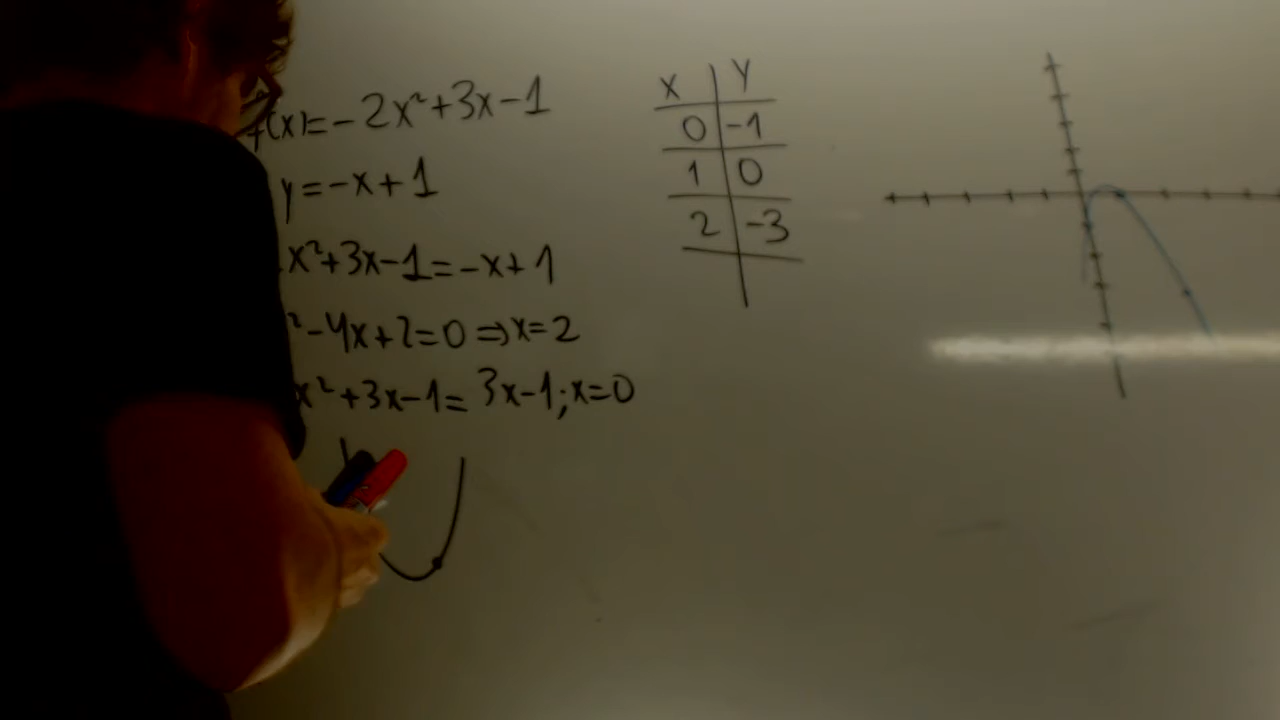 f(x)=-2x²+3x-1
y=-x+1
x²+3x-1=-x+1
²-4x+2=0⇒x=2
x²+3x-1=3x-1;x=0
X Y
0 -1
1 0
2 -3